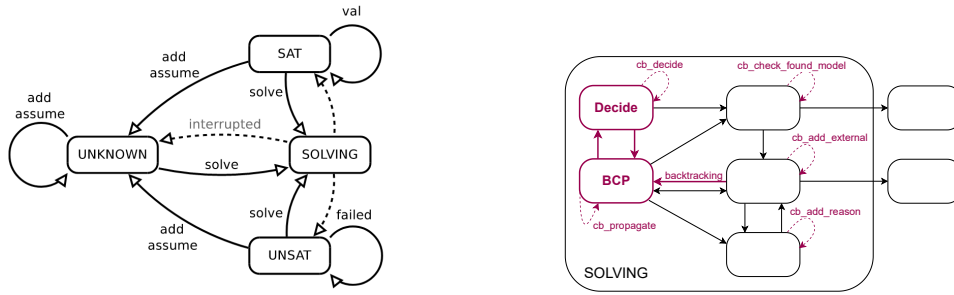 val
SAT
add
assume
solve
add
assume
interrupted
UNKNOWN
SOLVING
solve
solve
failed
add
assume
UNSAT
cb_decide
cb_check_found_model
Decide
cb_add_external
BCP
backtracking
cb_propagate
cb_add_reason
SOLVING